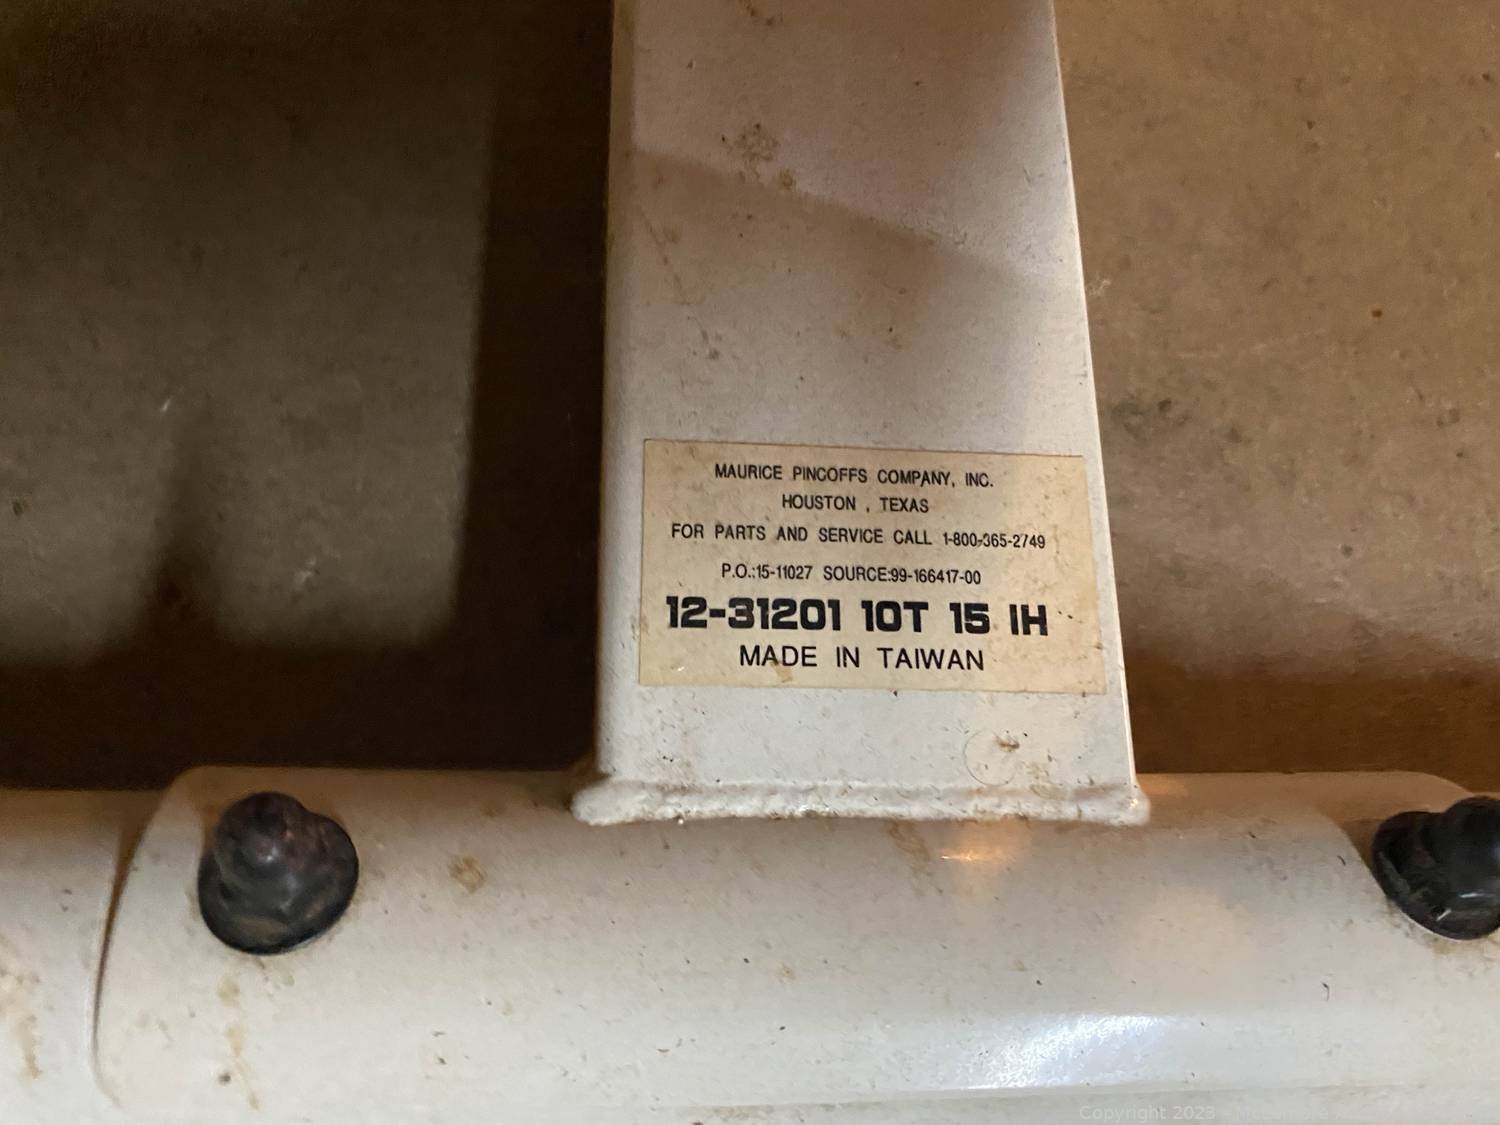 MAURICE PINCOFFS COMPANY, INC.
HOUSTON , TEXAS
FOR PARTS AND SERVICE CALL 1-800-365-2749
P.O.:15-11027 SOURCE:99-166417-00
12-31201 10T 15 IH
MADE IN TAIWAN
Copyright 2023